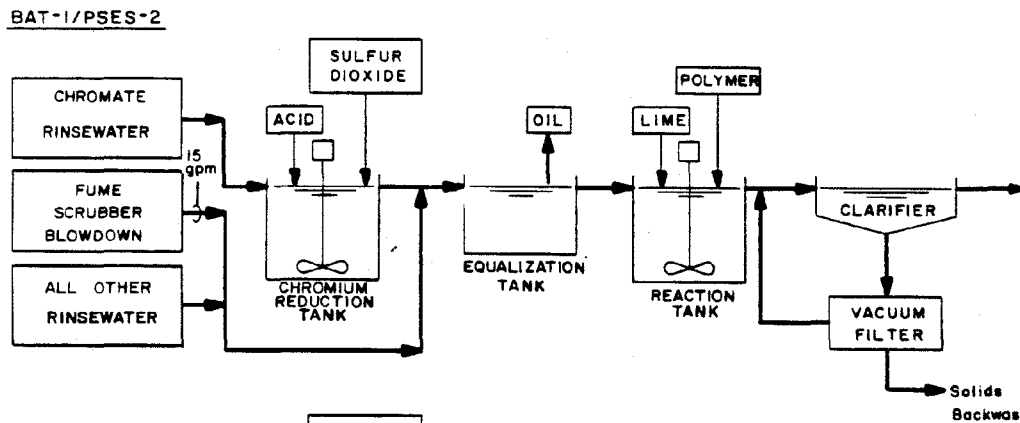 BAT-1/PSES-2
SULFUR
DIOXIDE
CHROMATE
RINSEWATER
ACID
OIL
LIME
POLYMER
15
gpm
FUME
SCRUBBER
BLOWDOWN
CLARIFIER
EQUALIZATION
TANK
CHROMIUM
REDUCTION
TANK
REACTION
TANK
ALL OTHER
RINSEWATER
VACUUM
FILTER
Solids
Backwas